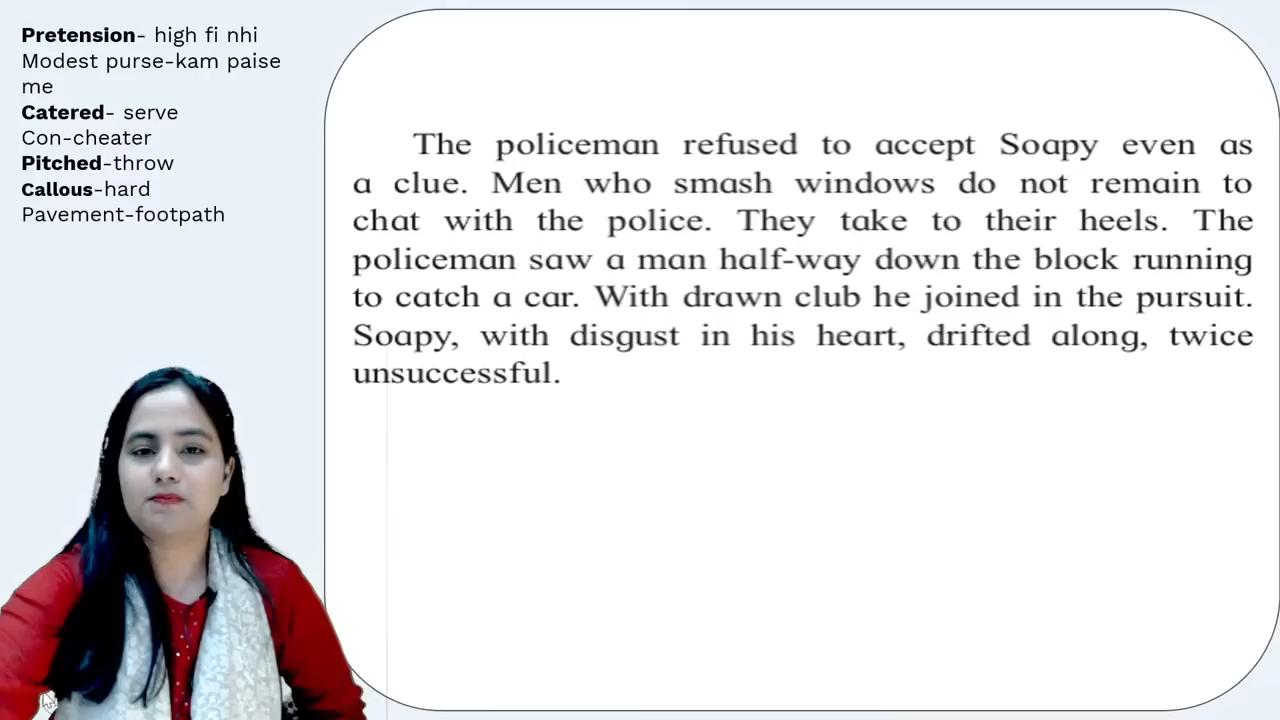 Pretension- high fi nhi
Modest purse-kam paise
me
Catered- serve
Con-cheater
Pitched-throw
Callous-hard
Pavement-footpath
The policeman refused to accept Soapy even as
a clue. Men who smash windows do not remain to
chat with the police. They take to their heels. The
policeman saw a man half-way down the block running
to catch a car. With drawn club he joined in the pursuit.
Soapy, with disgust in his heart, drifted along, twice
unsuccessful.